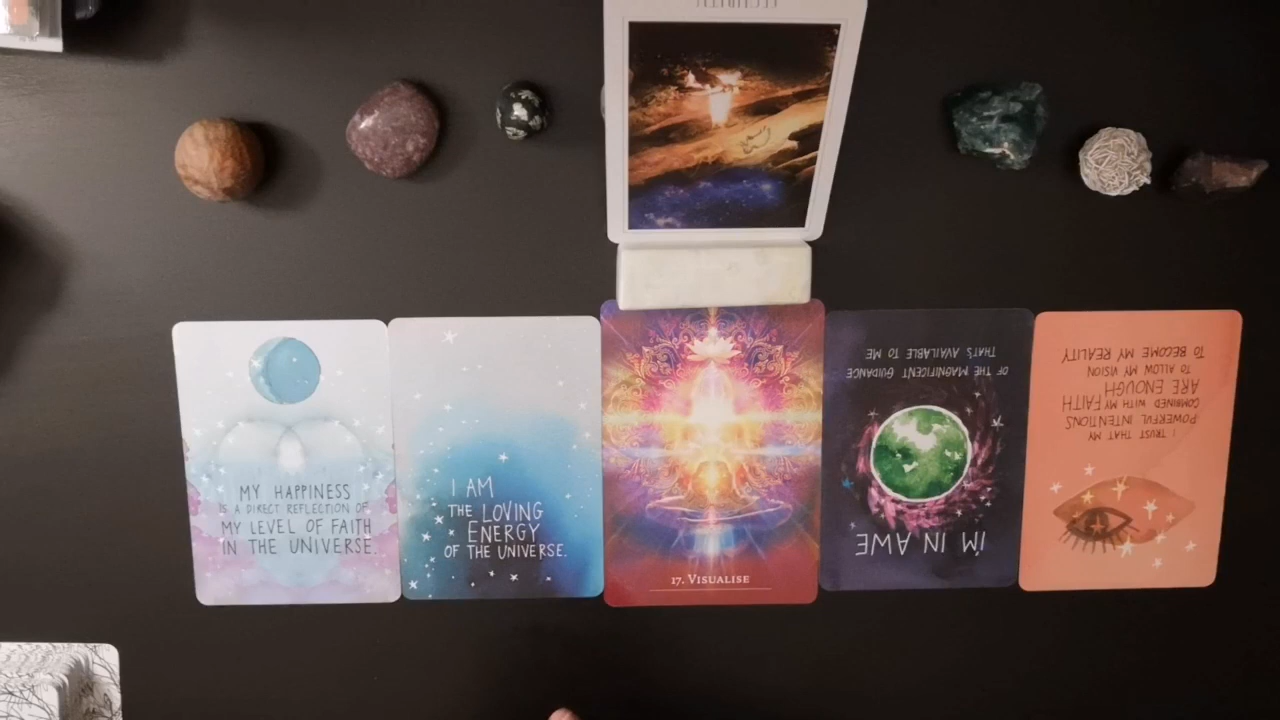 MY HAPPINESS
IS A DIRECT REFLECTION OF
MY LEVEL OF FAITH
IN THE UNIVERSE.
I AM
THE LOVING
ENERGY
OF THE UNIVERSE.
17. VISUALISE
I'M IN AWE
OF THE MAGNIFICENT GUIDANCE
THAT'S AVAILABLE TO ME
I TRUST THAT MY
POWERFUL INTENTIONS
COMBINED WITH MY FAITH
ARE ENOUGH
TO ALLOW MY VISION
TO BECOME MY REALITY